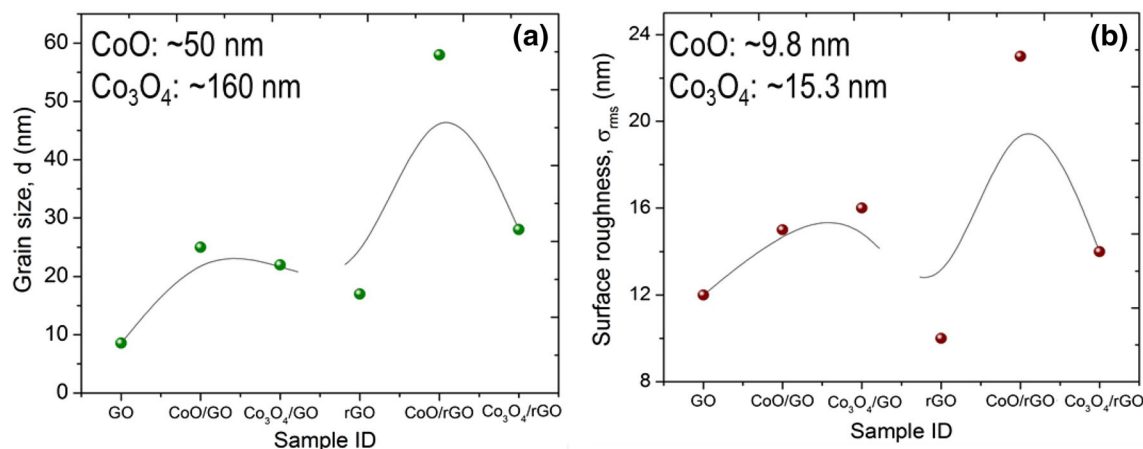 (a)
CoO: ~50 nm
Co₃O₄: ~160 nm
Grain size, d (nm)
60
50
40
30
20
10
0
GO CoO/GO Co₃O₄/GO rGO CoO/rGO Co₃O₄/rGO
Sample ID
(b)
CoO: ~9.8 nm
Co₃O₄: ~15.3 nm
Surface roughness, σrms (nm)
24
20
16
12
8
GO CoO/GO Co₃O₄/GO rGO CoO/rGO Co₃O₄/rGO
Sample ID